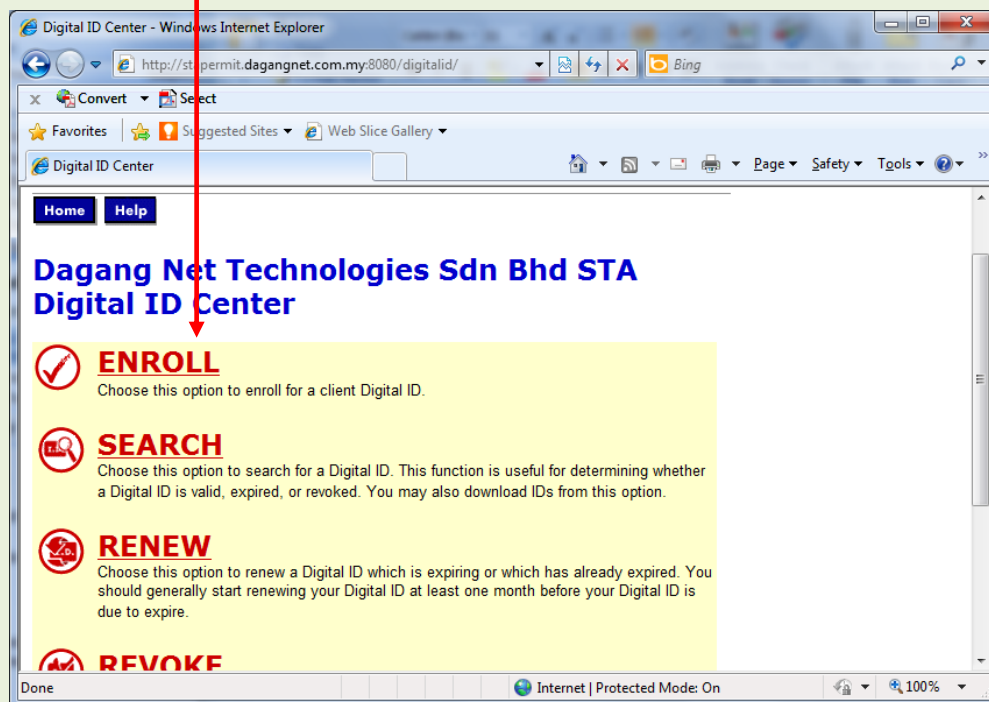 Digital ID Center - Windows Internet Explorer
http://stapermit.dagangnet.com.my:8080/digitalid/
Bing
x Convert Select
Favorites Suggested Sites Web Slice Gallery
Digital ID Center
Page Safety Tools
Home Help
Dagang Net Technologies Sdn Bhd STA
Digital ID Center
ENROLL
Choose this option to enroll for a client Digital ID.
SEARCH
Choose this option to search for a Digital ID. This function is useful for determining whether
a Digital ID is valid, expired, or revoked. You may also download IDs from this option.
RENEW
Choose this option to renew a Digital ID which is expiring or which has already expired. You
should generally start renewing your Digital ID at least one month before your Digital ID is
due to expire.
REVOKE
Done
Internet | Protected Mode: On
100%